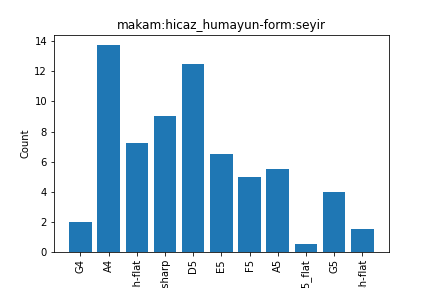 makam:hicaz_humayun-form:seyir
Count
14
12
10
8
6
4
2
0
G4
A4
h-flat
sharp
D5
E5
F5
A5
5_flat
G5
h-flat